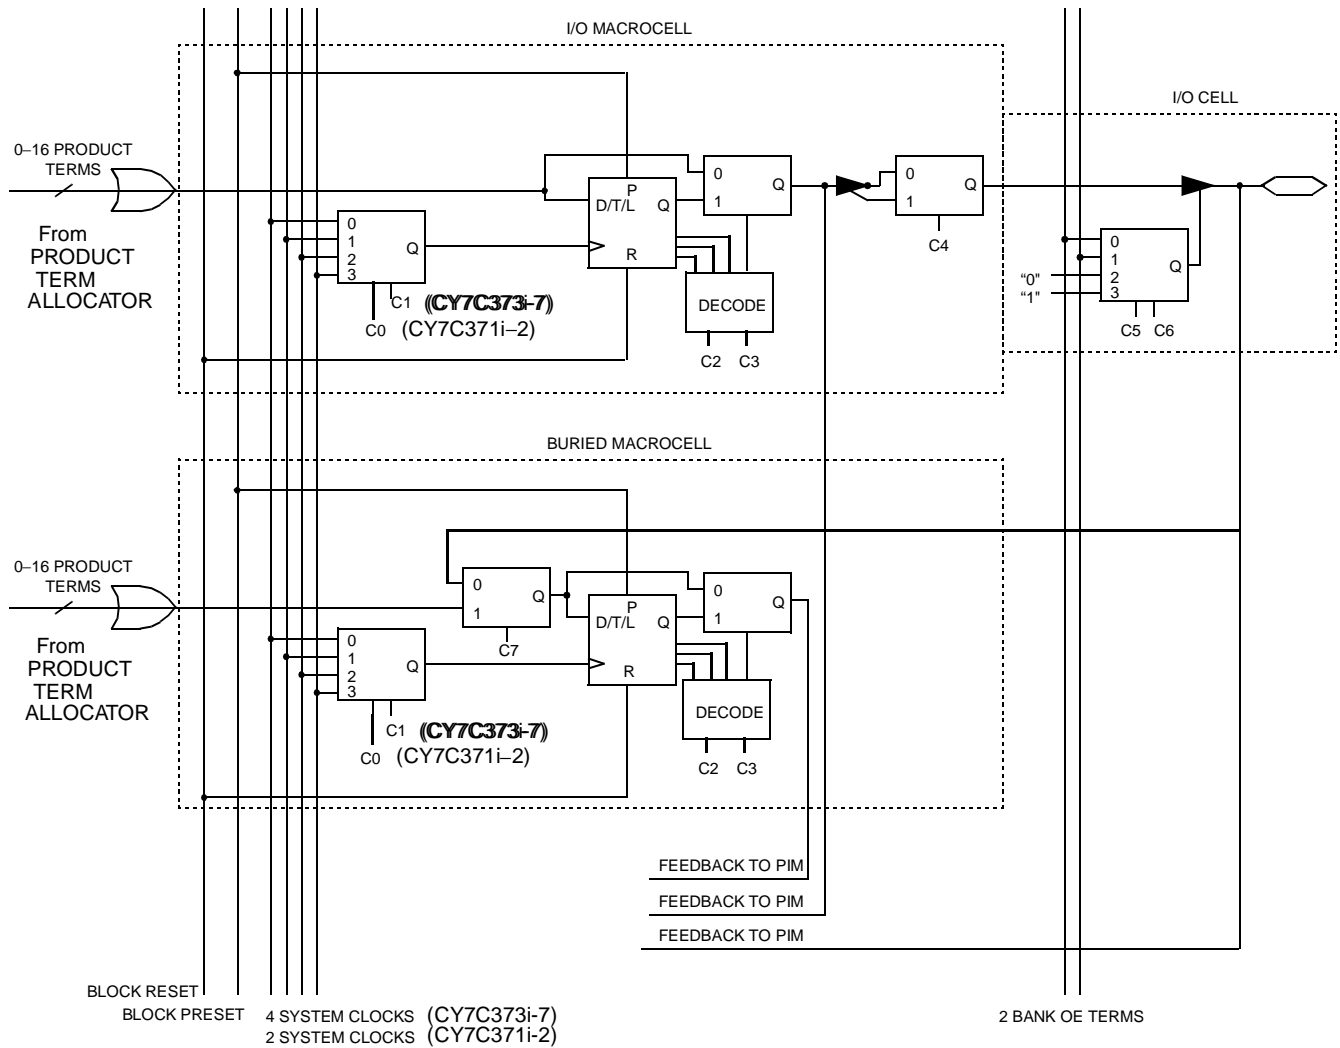 I/O MACROCELL
I/O CELL
0–16 PRODUCT
TERMS
From
PRODUCT
TERM
ALLOCATOR
P
D/T/L Q
R
0
1
Q
0
1
Q
C4
0
1
2
3
Q
C1 (CY7C373i-7)
C0 (CY7C371i–2)
DECODE
C2 C3
0
1
2
3
Q
"0"
"1"
C5 C6
BURIED MACROCELL
0–16 PRODUCT
TERMS
From
PRODUCT
TERM
ALLOCATOR
0
1
Q
C7
P
D/T/L Q
R
0
1
Q
0
1
2
3
Q
C1 (CY7C373i-7)
C0 (CY7C371i–2)
DECODE
C2 C3
FEEDBACK TO PIM
FEEDBACK TO PIM
FEEDBACK TO PIM
BLOCK RESET
BLOCK PRESET
4 SYSTEM CLOCKS (CY7C373i-7)
2 SYSTEM CLOCKS (CY7C371i-2)
2 BANK OE TERMS